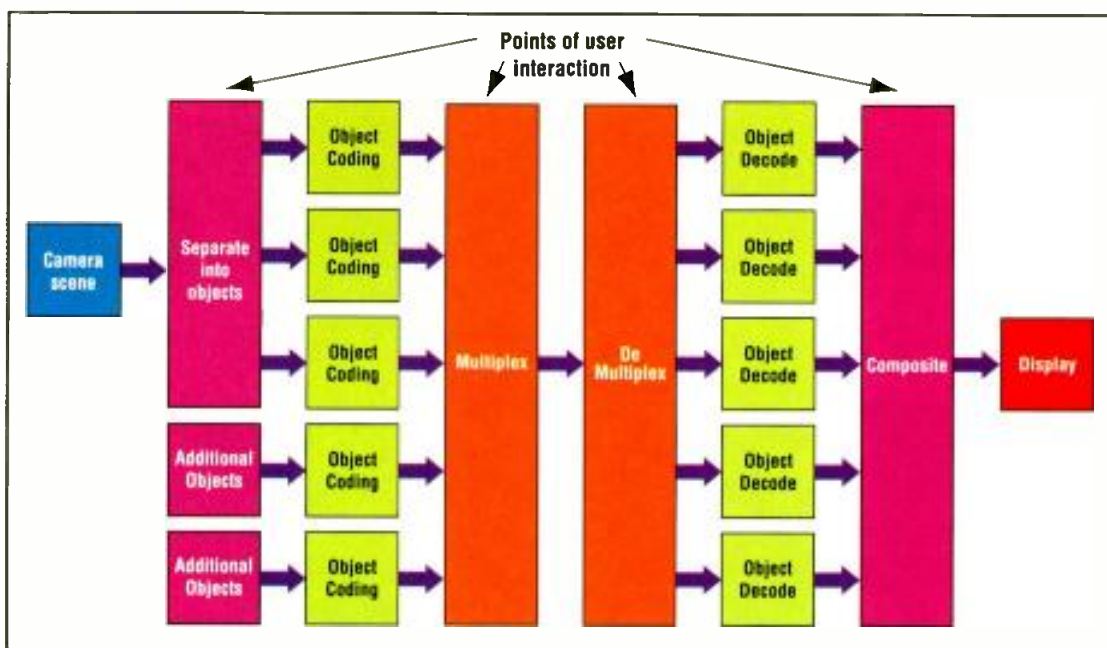 Points of user
interaction
Camera
scene
Separate
into
objects
Additional
Objects
Additional
Objects
Object
Coding
Object
Coding
Object
Coding
Object
Coding
Object
Coding
Multiplex
De
Multiplex
Object
Decode
Object
Decode
Object
Decode
Object
Decode
Object
Decode
Composite
Display